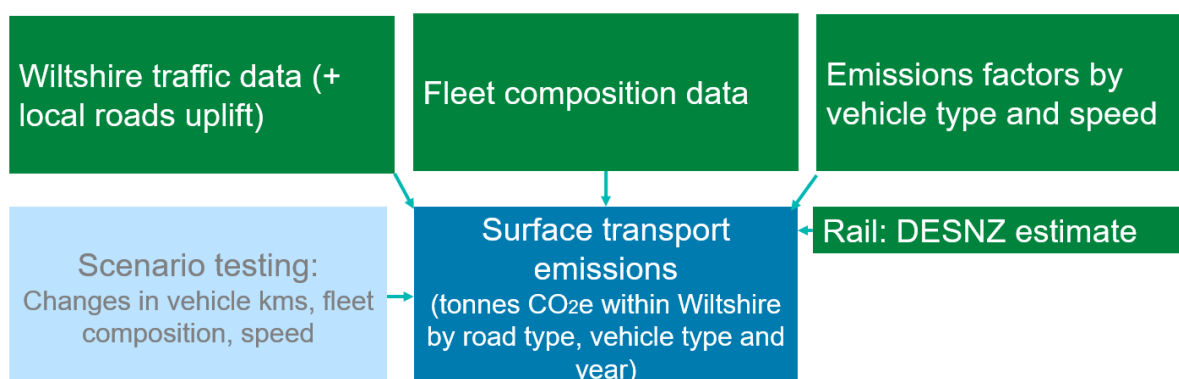 Wiltshire traffic data (+
local roads uplift)
Fleet composition data
Emissions factors by
vehicle type and speed
Scenario testing:
Changes in vehicle kms, fleet
composition, speed
Surface transport
emissions
(tonnes CO2e within Wiltshire
by road type, vehicle type and
year)
Rail: DESNZ estimate